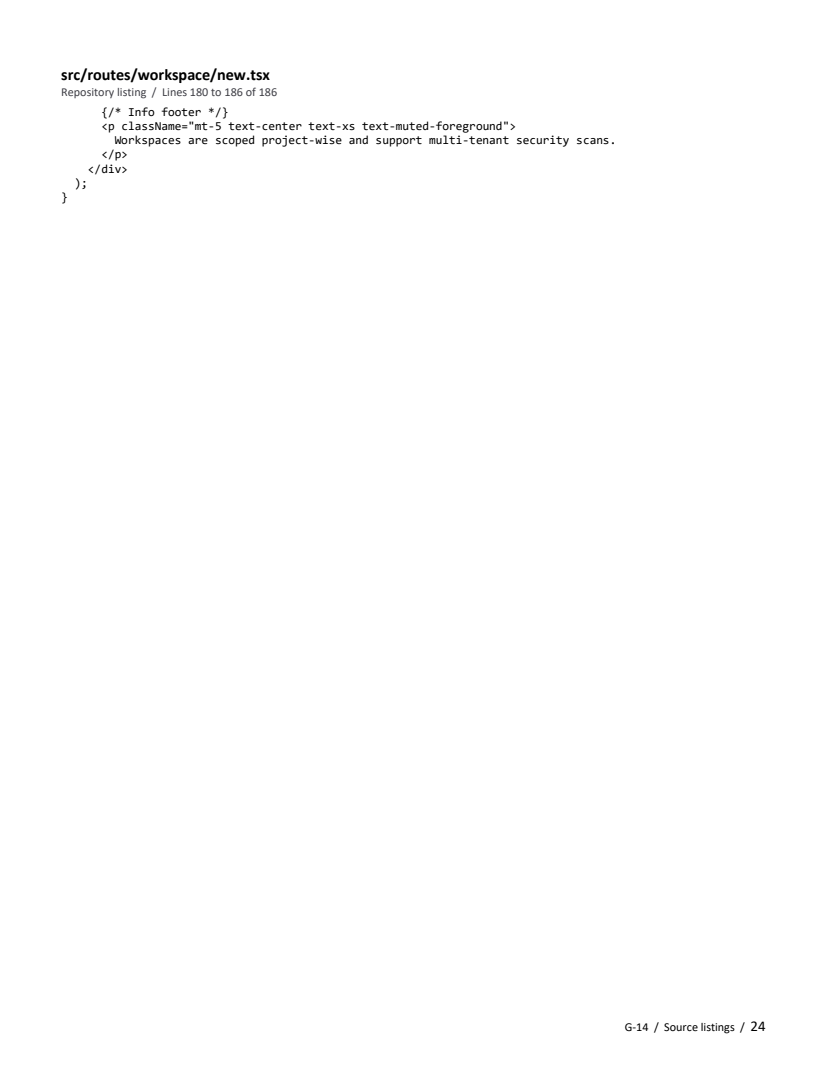 src/routes/workspace/new.tsx
Repository listing / Lines 180 to 186 of 186
      {/* Info footer */}
      <p className="mt-5 text-center text-xs text-muted-foreground">
        Workspaces are scoped project-wise and support multi-tenant security scans.
      </p>
    </div>
  );
}
G-14 / Source listings / 24